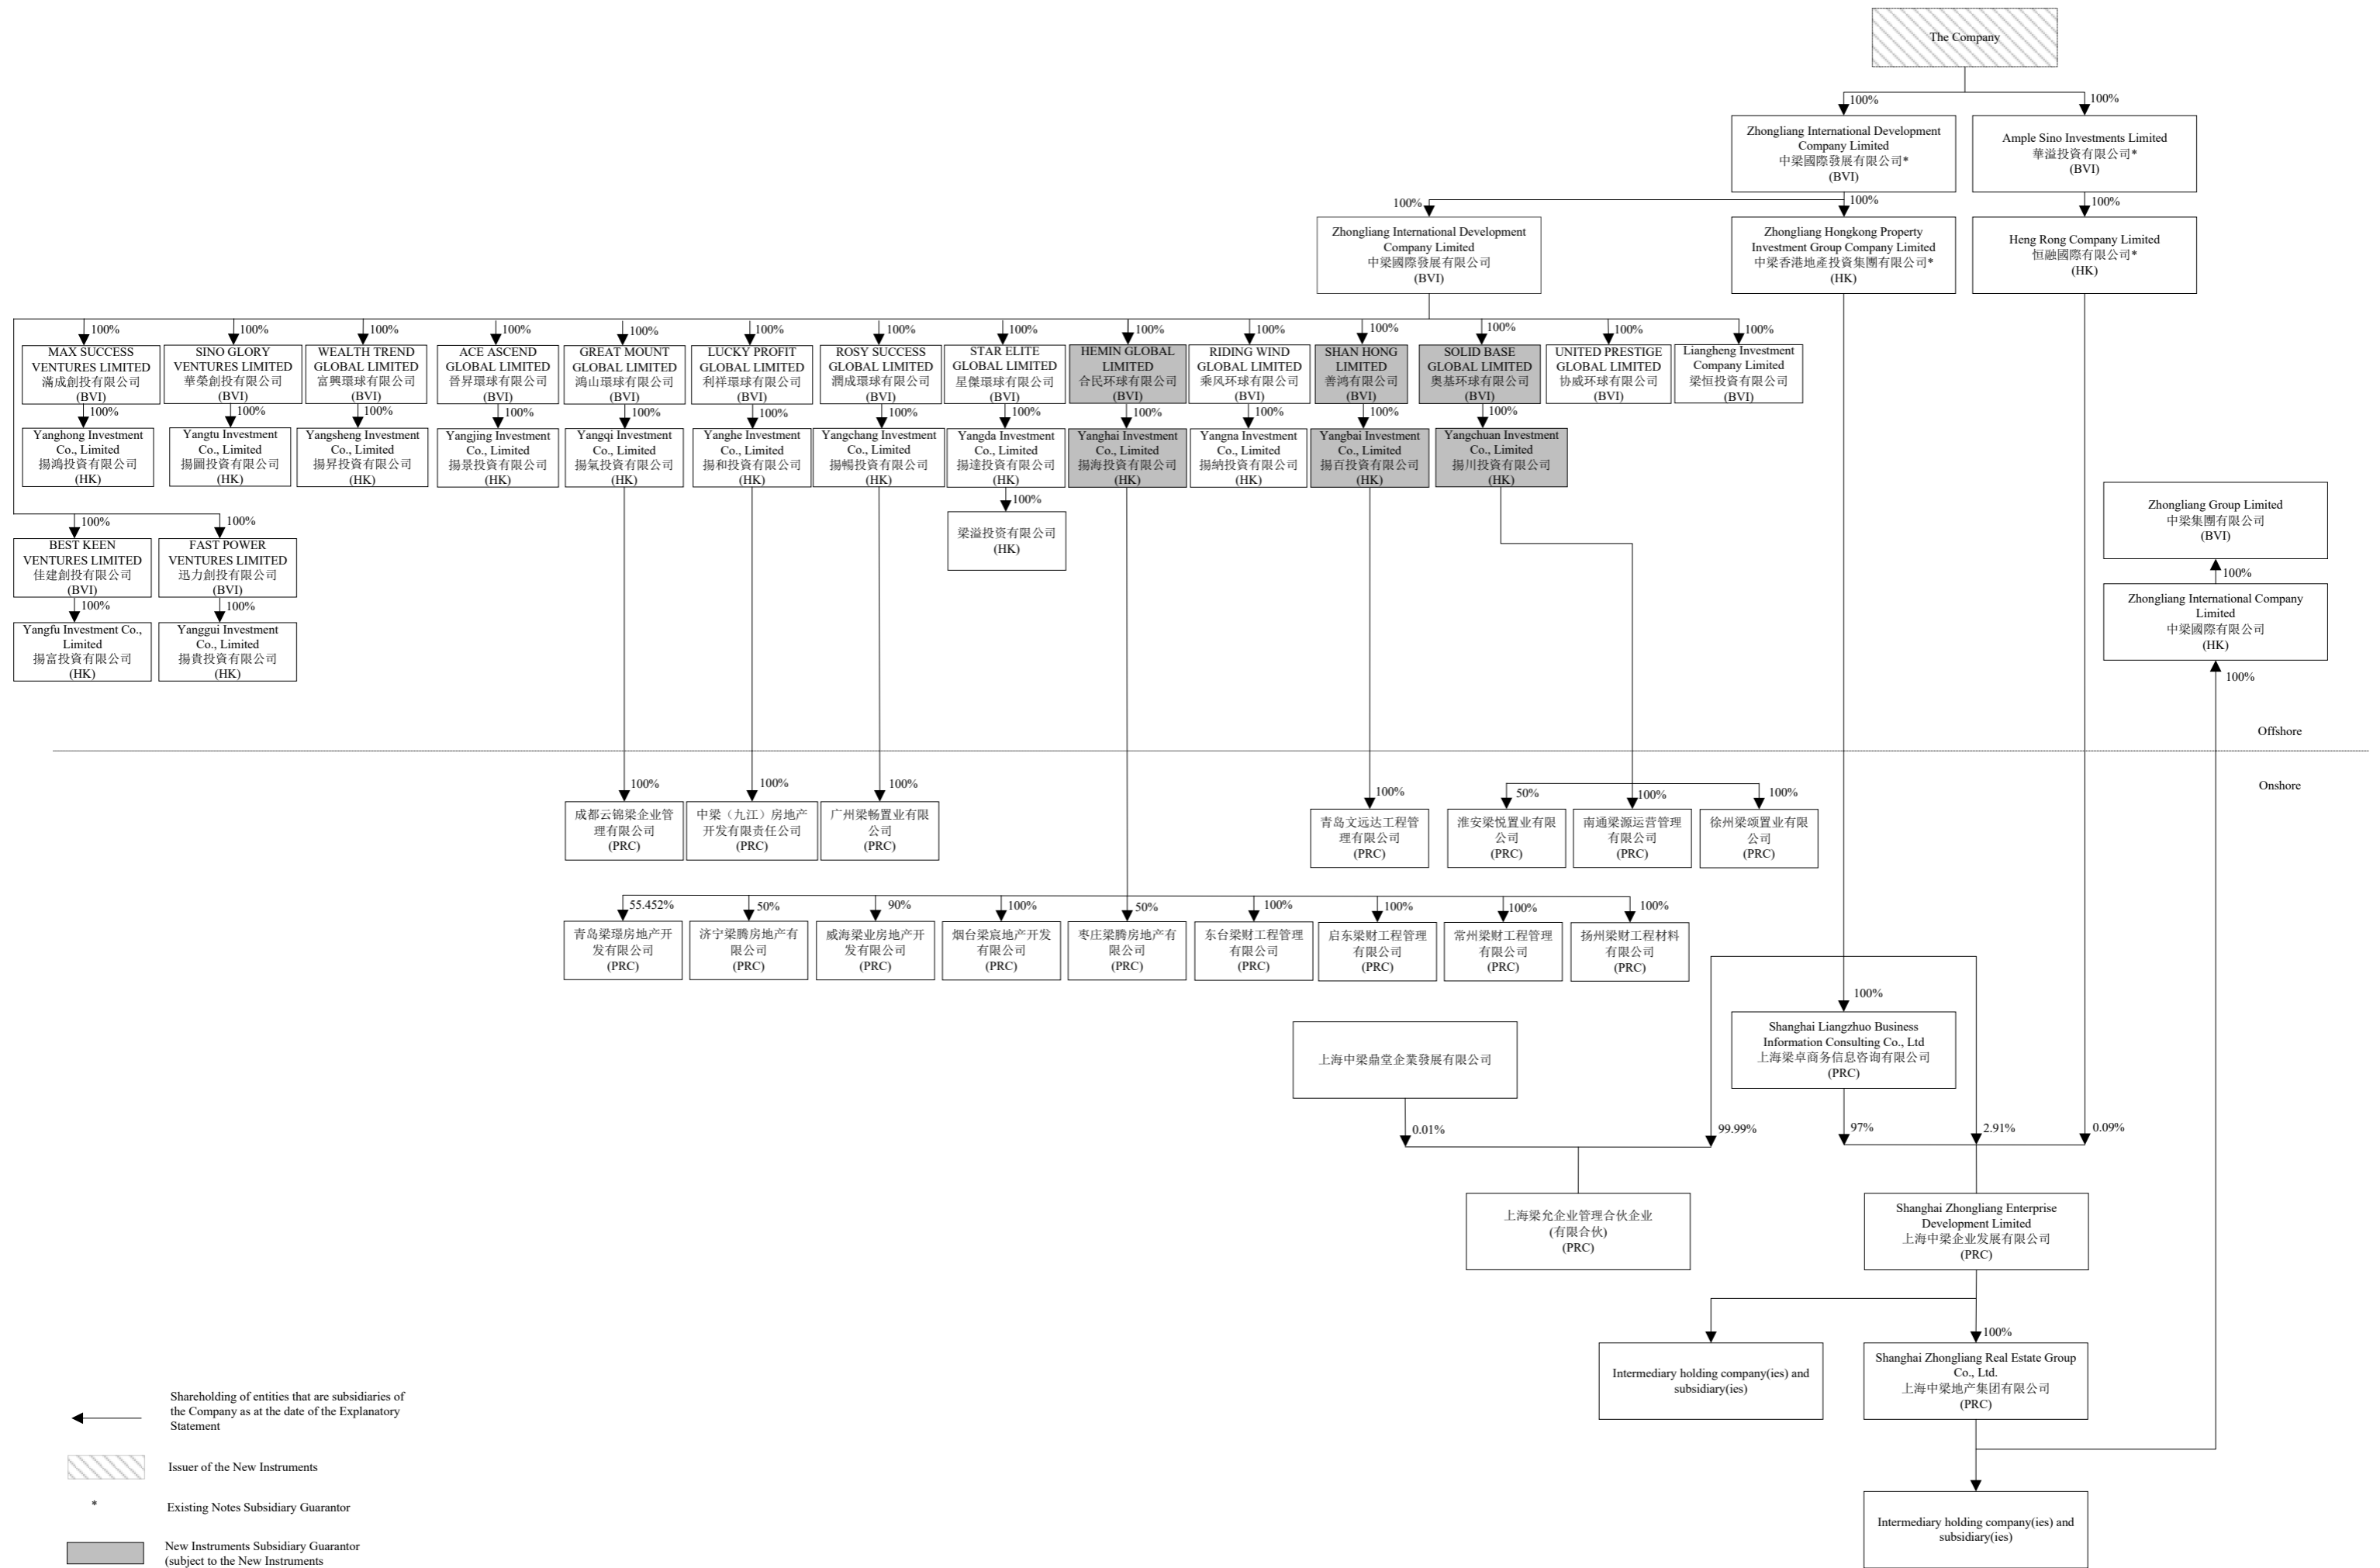 The Company
100%
100%
Zhongliang International Development
Company Limited
中梁國際發展有限公司*
(BVI)
Ample Sino Investments Limited
華溢投資有限公司*
(BVI)
100%
100%
100%
Zhongliang International Development
Company Limited
中梁國際發展有限公司
(BVI)
Zhongliang Hongkong Property
Investment Group Company Limited
中梁香港地產投資集團有限公司*
(HK)
Heng Rong Company Limited
恒融國際有限公司*
(HK)
100%
100%
100%
100%
100%
100%
100%
100%
100%
100%
100%
100%
100%
100%
MAX SUCCESS
VENTURES LIMITED
滿成創投有限公司
(BVI)
SINO GLORY
VENTURES LIMITED
華榮創投有限公司
(BVI)
WEALTH TREND
GLOBAL LIMITED
富興環球有限公司
(BVI)
ACE ASCEND
GLOBAL LIMITED
晉昇環球有限公司
(BVI)
GREAT MOUNT
GLOBAL LIMITED
鴻山環球有限公司
(BVI)
LUCKY PROFIT
GLOBAL LIMITED
利祥環球有限公司
(BVI)
ROSY SUCCESS
GLOBAL LIMITED
潤成環球有限公司
(BVI)
STAR ELITE
GLOBAL LIMITED
星傑環球有限公司
(BVI)
HEMIN GLOBAL
LIMITED
合民环球有限公司
(BVI)
RIDING WIND
GLOBAL LIMITED
乘风环球有限公司
(BVI)
SHAN HONG
LIMITED
善鸿有限公司
(BVI)
SOLID BASE
GLOBAL LIMITED
奥基环球有限公司
(BVI)
UNITED PRESTIGE
GLOBAL LIMITED
协威环球有限公司
(BVI)
Liangheng Investment
Company Limited
梁恒投資有限公司
(BVI)
100%
100%
100%
100%
100%
100%
100%
100%
100%
100%
100%
100%
Yanghong Investment
Co., Limited
揚鴻投資有限公司
(HK)
Yangtu Investment
Co., Limited
揚圖投資有限公司
(HK)
Yangsheng Investment
Co., Limited
揚昇投資有限公司
(HK)
Yangjing Investment
Co., Limited
揚景投資有限公司
(HK)
Yangqi Investment
Co., Limited
揚氣投資有限公司
(HK)
Yanghe Investment
Co., Limited
揚和投資有限公司
(HK)
Yangchang Investment
Co., Limited
揚暢投資有限公司
(HK)
Yangda Investment
Co., Limited
揚達投資有限公司
(HK)
Yanghai Investment
Co., Limited
揚海投資有限公司
(HK)
Yangna Investment
Co., Limited
揚納投資有限公司
(HK)
Yangbai Investment
Co., Limited
揚百投資有限公司
(HK)
Yangchuan Investment
Co., Limited
揚川投資有限公司
(HK)
100%
梁溢投资有限公司
(HK)
Zhongliang Group Limited
中梁集團有限公司
(BVI)
100%
100%
100%
BEST KEEN
VENTURES LIMITED
佳建創投有限公司
(BVI)
FAST POWER
VENTURES LIMITED
迅力創投有限公司
(BVI)
Zhongliang International Company
Limited
中梁國際有限公司
(HK)
100%
100%
Yangfu Investment Co.,
Limited
揚富投資有限公司
(HK)
Yanggui Investment
Co., Limited
揚貴投資有限公司
(HK)
100%
Offshore
Onshore
100%
100%
100%
100%
50%
100%
100%
成都云锦梁企业管
理有限公司
(PRC)
中梁（九江）房地产
开发有限责任公司
(PRC)
广州梁畅置业有限
公司
(PRC)
青岛文远达工程管
理有限公司
(PRC)
淮安梁悦置业有限
公司
(PRC)
南通梁源运营管理
有限公司
(PRC)
徐州梁颂置业有限
公司
(PRC)
55.452%
50%
90%
100%
50%
100%
100%
100%
100%
青岛梁璟房地产开
发有限公司
(PRC)
济宁梁腾房地产有
限公司
(PRC)
威海梁业房地产开
发有限公司
(PRC)
烟台梁宸地产开发
有限公司
(PRC)
枣庄梁腾房地产有
限公司
(PRC)
东台梁财工程管理
有限公司
(PRC)
启东梁财工程管理
有限公司
(PRC)
常州梁财工程管理
有限公司
(PRC)
扬州梁财工程材料
有限公司
(PRC)
100%
上海中梁鼎堂企業發展有限公司
Shanghai Liangzhuo Business
Information Consulting Co., Ltd
上海梁卓商务信息咨询有限公司
(PRC)
0.01%
99.99%
97%
2.91%
0.09%
上海梁允企业管理合伙企业
(有限合伙)
(PRC)
Shanghai Zhongliang Enterprise
Development Limited
上海中梁企业发展有限公司
(PRC)
100%
Intermediary holding company(ies) and
subsidiary(ies)
Shanghai Zhongliang Real Estate Group
Co., Ltd.
上海中梁地产集团有限公司
(PRC)
Intermediary holding company(ies) and
subsidiary(ies)
Shareholding of entities that are subsidiaries of
the Company as at the date of the Explanatory
Statement
Issuer of the New Instruments
*
Existing Notes Subsidiary Guarantor
New Instruments Subsidiary Guarantor
(subject to the New Instruments